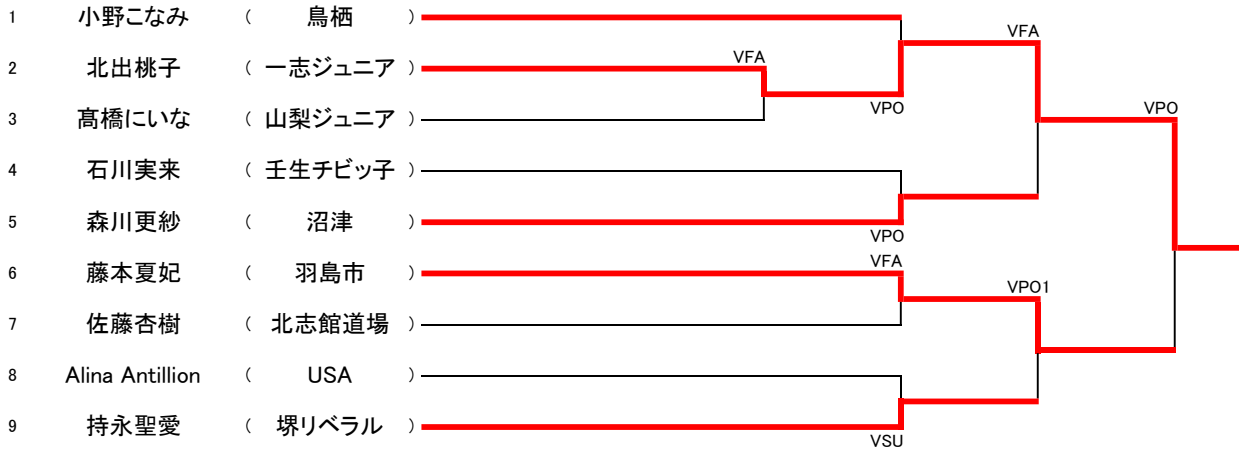 1 小野こなみ ( 鳥栖 )
VFA
VFA
2 北出桃子 ( 一志ジュニア )
VPO
VPO
3 髙橋にいな ( 山梨ジュニア )
4 石川実来 ( 壬生チビッ子 )
5 森川更紗 ( 沼津 )
VPO
VFA
6 藤本夏妃 ( 羽島市 )
VPO1
7 佐藤杏樹 ( 北志館道場 )
8 Alina Antillion ( USA )
9 持永聖愛 ( 堺リベラル )
VSU